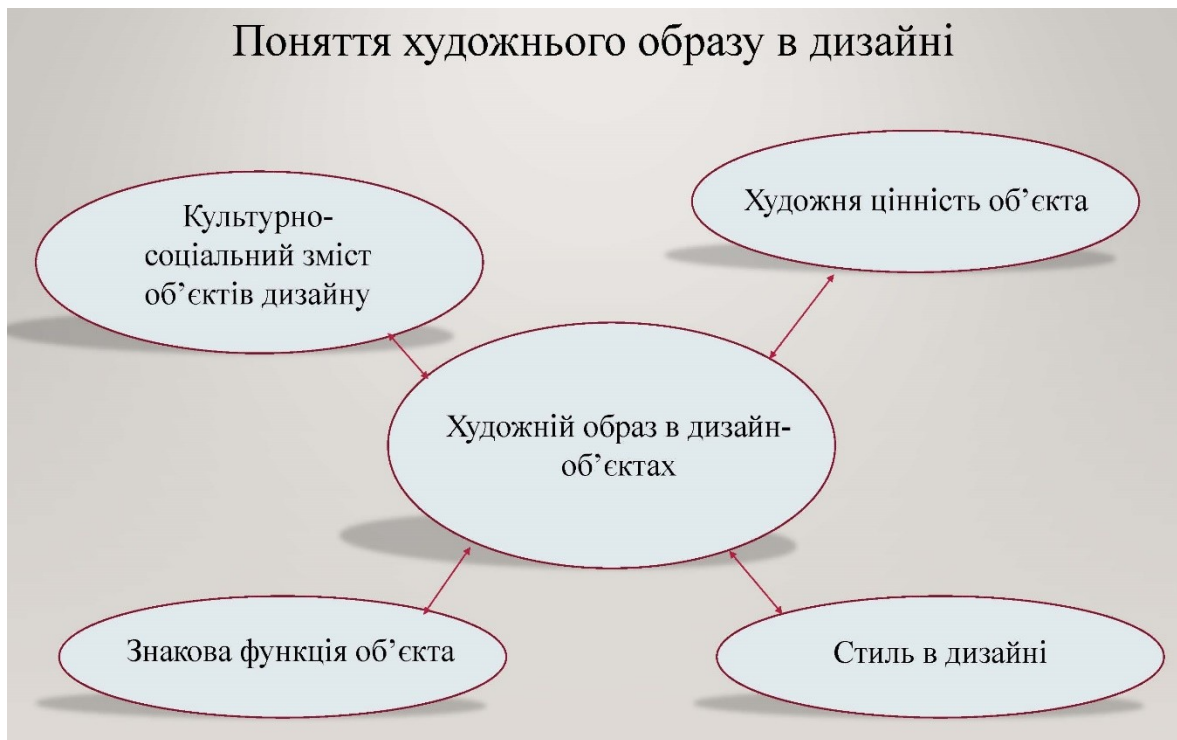 Поняття художнього образу в дизайні
Культурно-
соціальний зміст
об’єктів дизайну
Художня цінність об’єкта
Художній образ в дизайн-
об’єктах
Знакова функція об’єкта
Стиль в дизайні